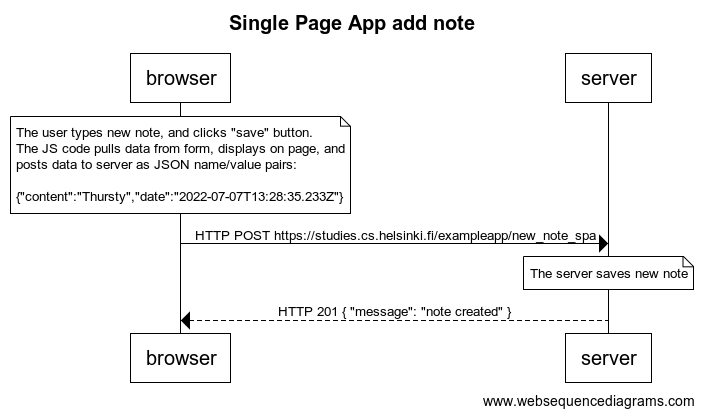 Single Page App add note
browser
server
The user types new note, and clicks "save" button.
The JS code pulls data from form, displays on page, and
posts data to server as JSON name/value pairs:
{"content":"Thursty","date":"2022-07-07T13:28:35.233Z"}
HTTP POST https://studies.cs.helsinki.fi/exampleapp/new_note_spa
The server saves new note
HTTP 201 { "message": "note created" }
browser
server
www.websequencediagrams.com